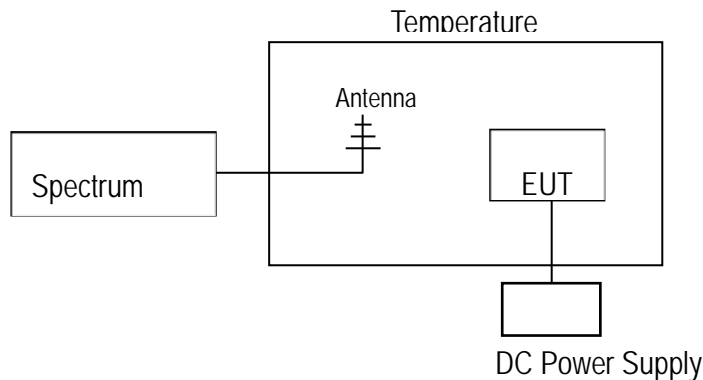 Temperature
Antenna
Spectrum
EUT
DC Power Supply